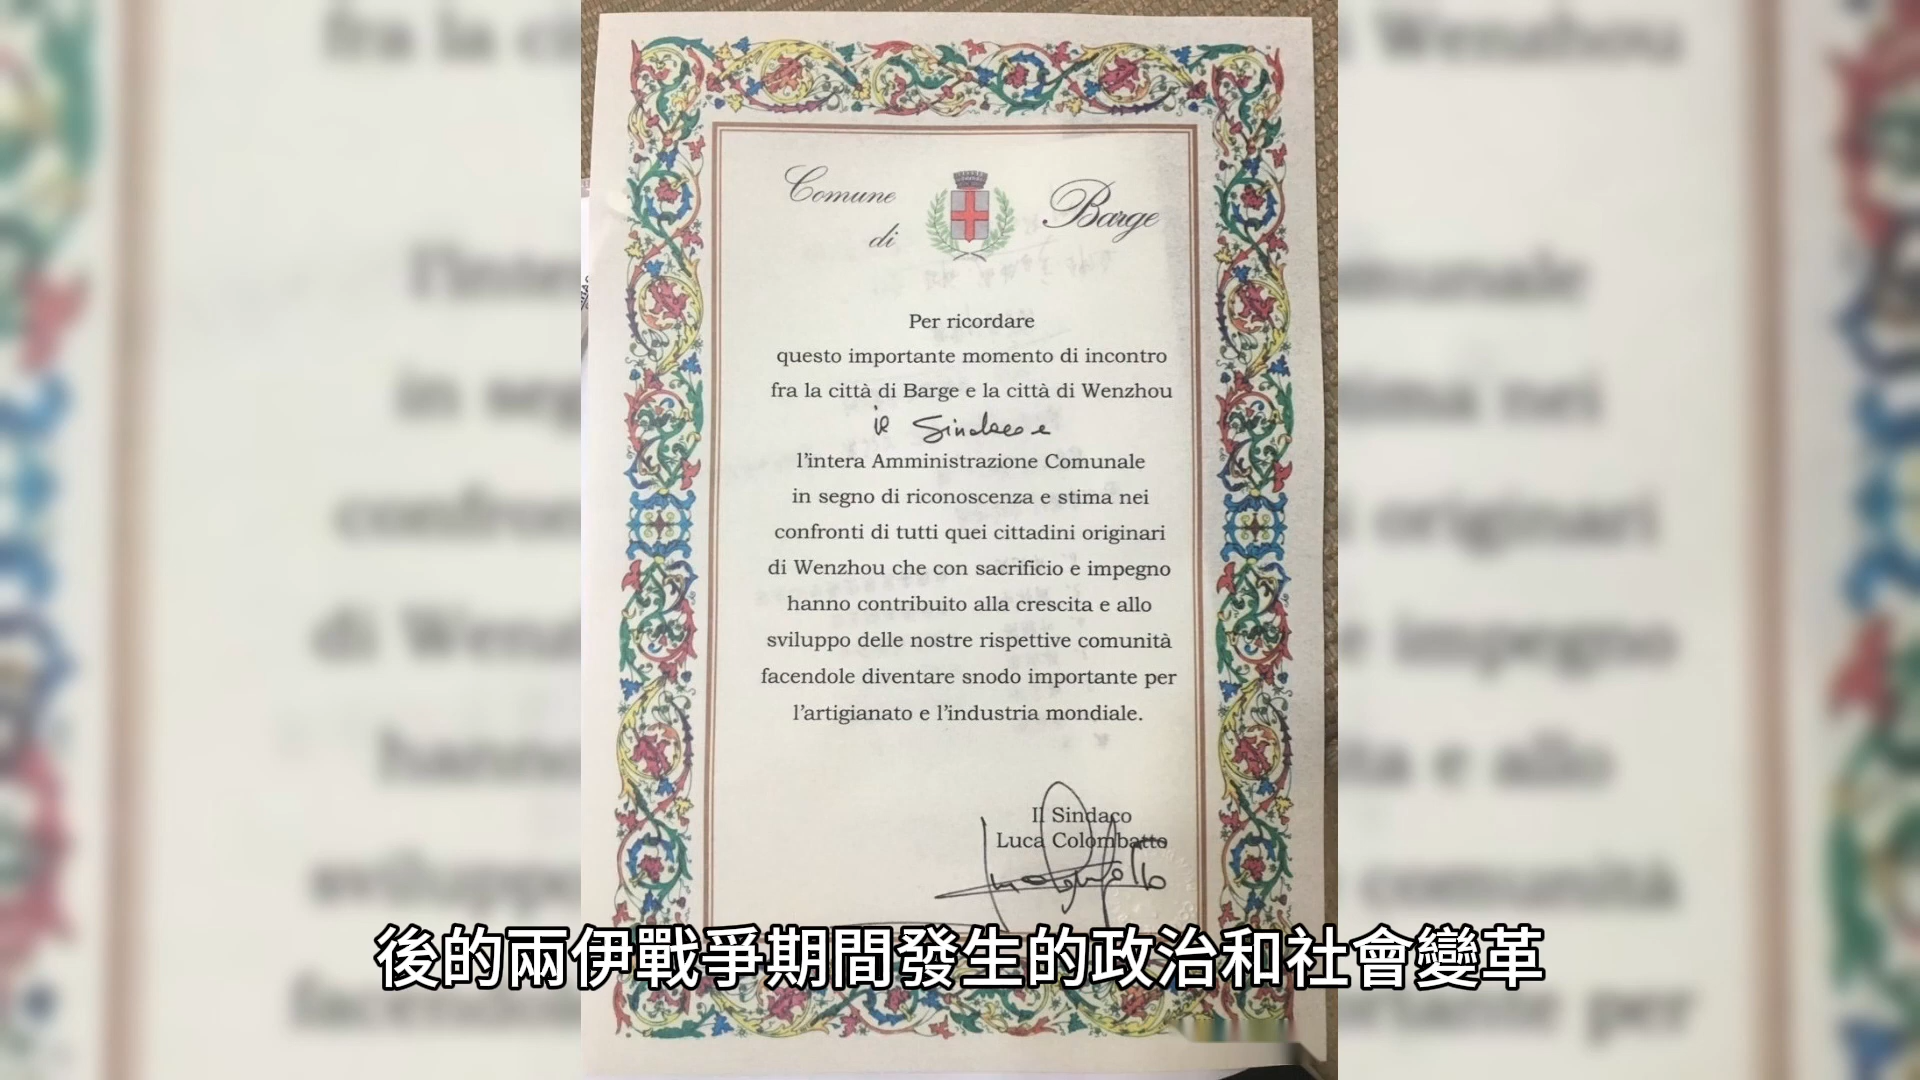 Comune di Barge
Per ricordare
questo importante momento di incontro
fra la città di Barge e la città di Wenzhou
il Sindaco e
l'intera Amministrazione Comunale
in segno di riconoscenza e stima nei
confronti di tutti quei cittadini originari
di Wenzhou che con sacrificio e impegno
hanno contribuito alla crescita e allo
sviluppo delle nostre rispettive comunità
facendole diventare snodo importante per
l'artigianato e l'industria mondiale.
Il Sindaco
Luca Colombatto
後的兩伊戰爭期間發生的政治和社會變革